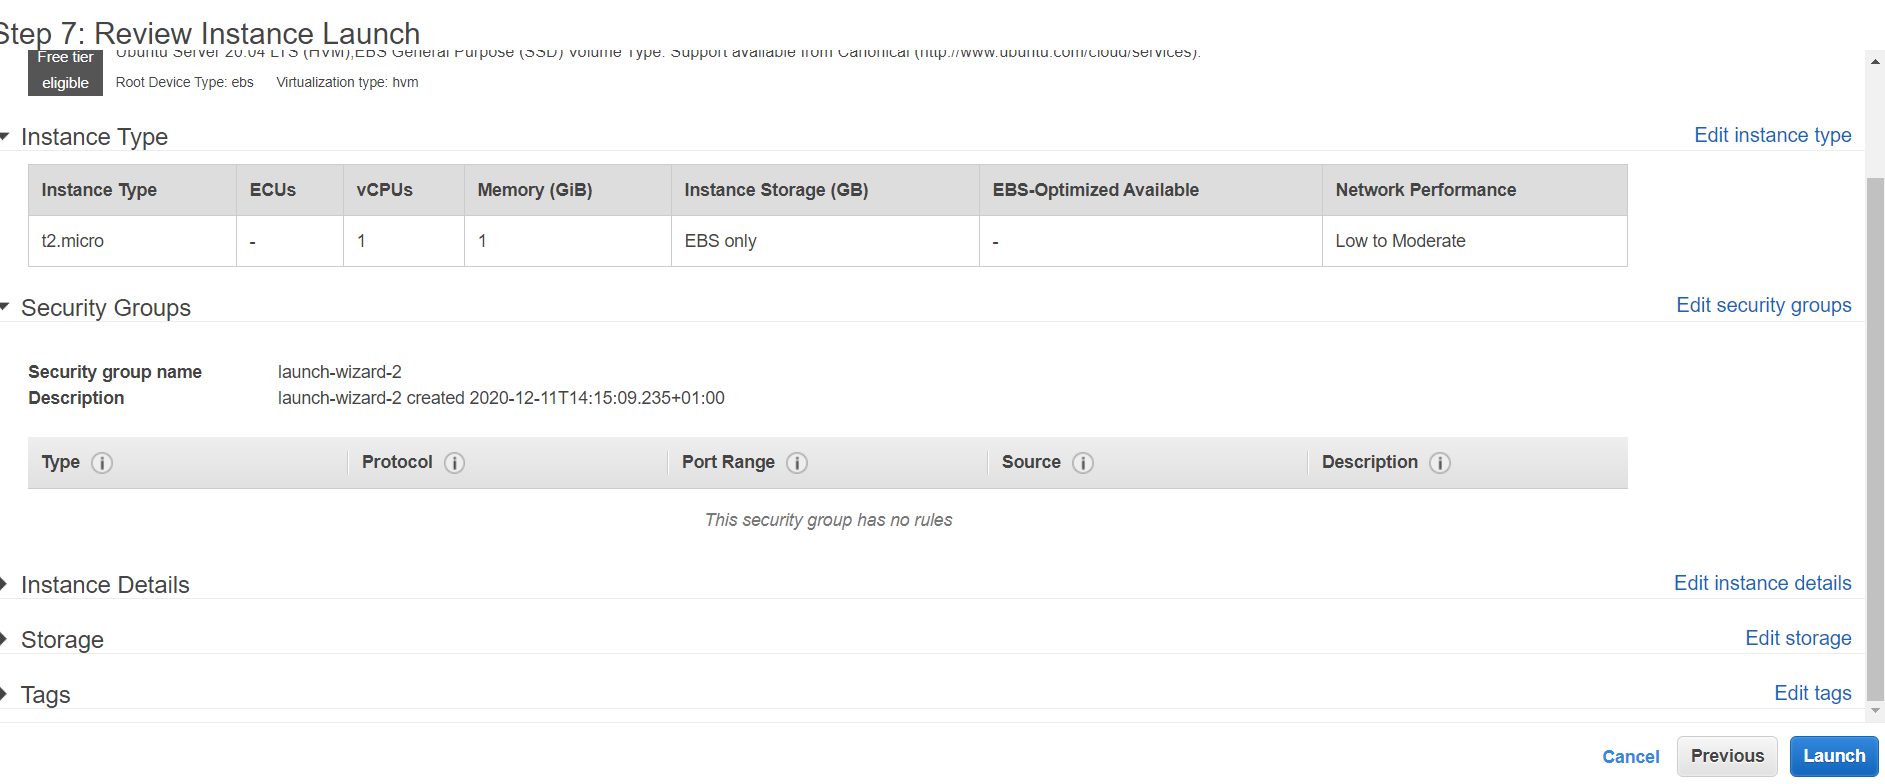 Step 7: Review Instance Launch
Free tier eligible
Ubuntu Server 20.04 LTS (HVM),EBS General Purpose (SSD) Volume Type. Support available from Canonical (http://www.ubuntu.com/cloud/services).
Root Device Type: ebs Virtualization type: hvm
Instance Type Edit instance type
Instance Type ECUs vCPUs Memory (GiB) Instance Storage (GB) EBS-Optimized Available Network Performance
t2.micro - 1 1 EBS only - Low to Moderate
Security Groups Edit security groups
Security group name launch-wizard-2
Description launch-wizard-2 created 2020-12-11T14:15:09.235+01:00
Type i Protocol i Port Range i Source i Description i
This security group has no rules
Instance Details Edit instance details
Storage Edit storage
Tags Edit tags
Cancel Previous Launch